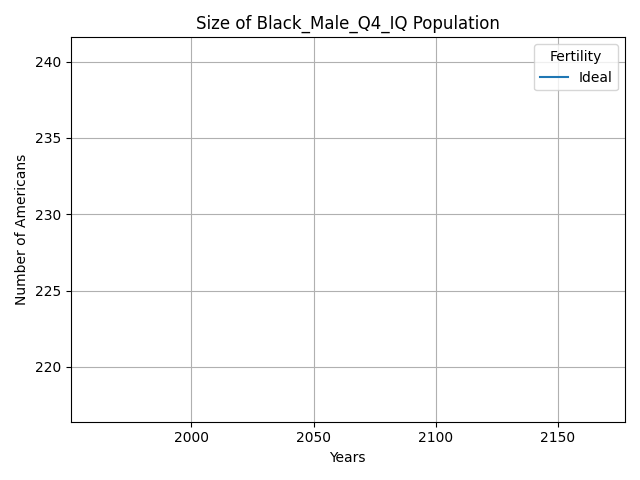 Size of Black_Male_Q4_IQ Population
Fertility
Ideal
240
235
230
225
220
Number of Americans
2000 2050 2100 2150
Years